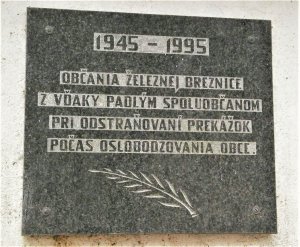 1945 - 1995
OBČANIA ŽELEZNEJ BREZNICE
Z VĎAKY PADLÝM SPOLUOBČANOM
PRI ODSTRAŇOVANÍ PREKÁŽOK
POČAS OSLOBODZOVANIA OBCE.